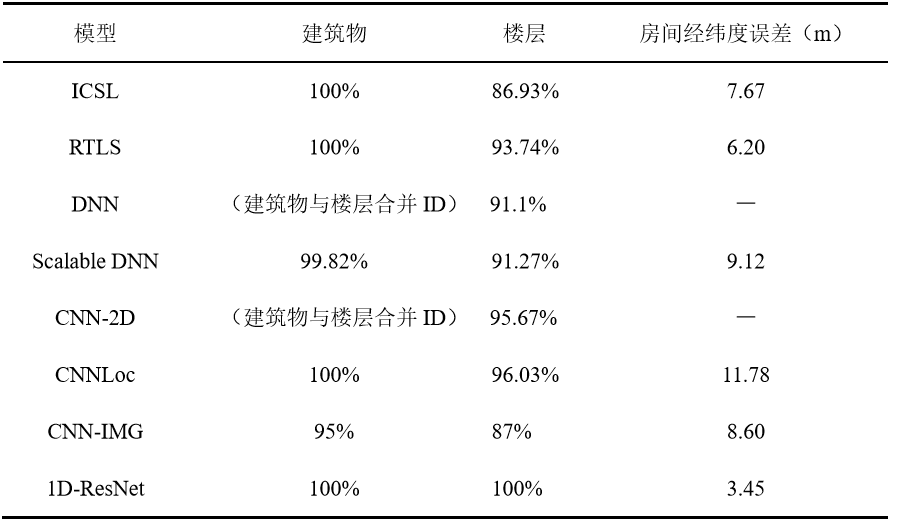 模型 建筑物 楼层 房间经纬度误差（m）
ICSL 100% 86.93% 7.67
RTLS 100% 93.74% 6.20
DNN （建筑物与楼层合并 ID） 91.1% —
Scalable DNN 99.82% 91.27% 9.12
CNN-2D （建筑物与楼层合并 ID） 95.67% —
CNNLoc 100% 96.03% 11.78
CNN-IMG 95% 87% 8.60
1D-ResNet 100% 100% 3.45